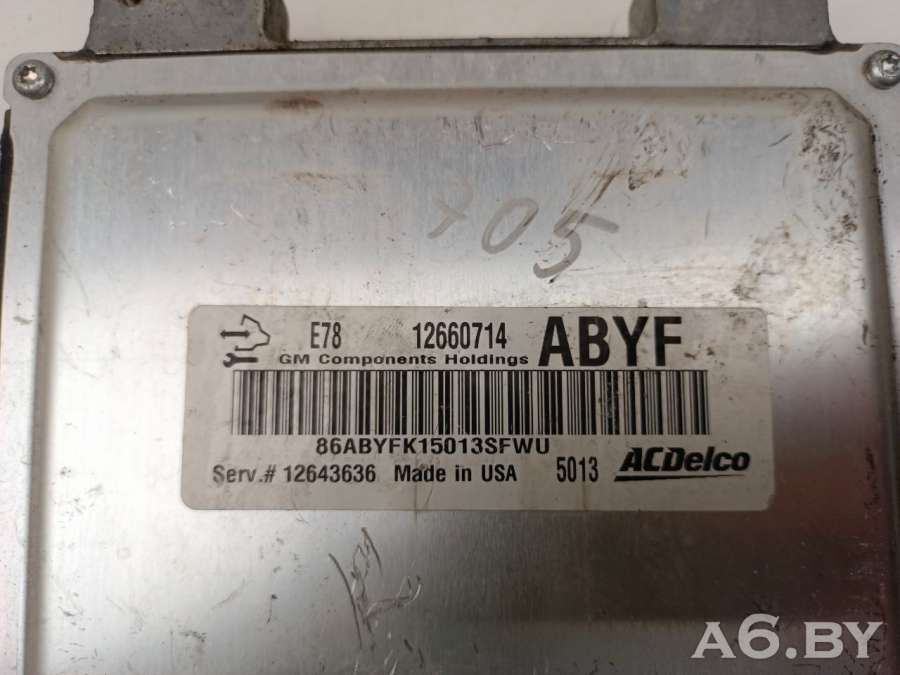 705
E78 12660714 ABYF
GM Components Holdings
86ABYFK15013SFWU
Serv.# 12643636 Made in USA 5013 ACDelco
A6.BY